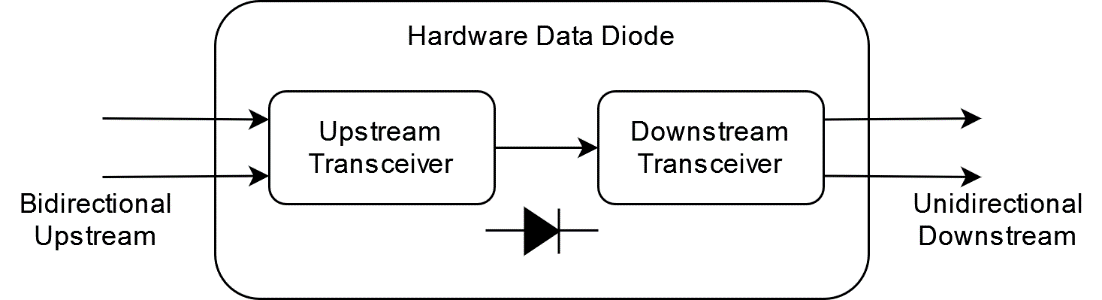 Hardware Data Diode
Upstream
Transceiver
Downstream
Transceiver
Bidirectional
Upstream
Unidirectional
Downstream